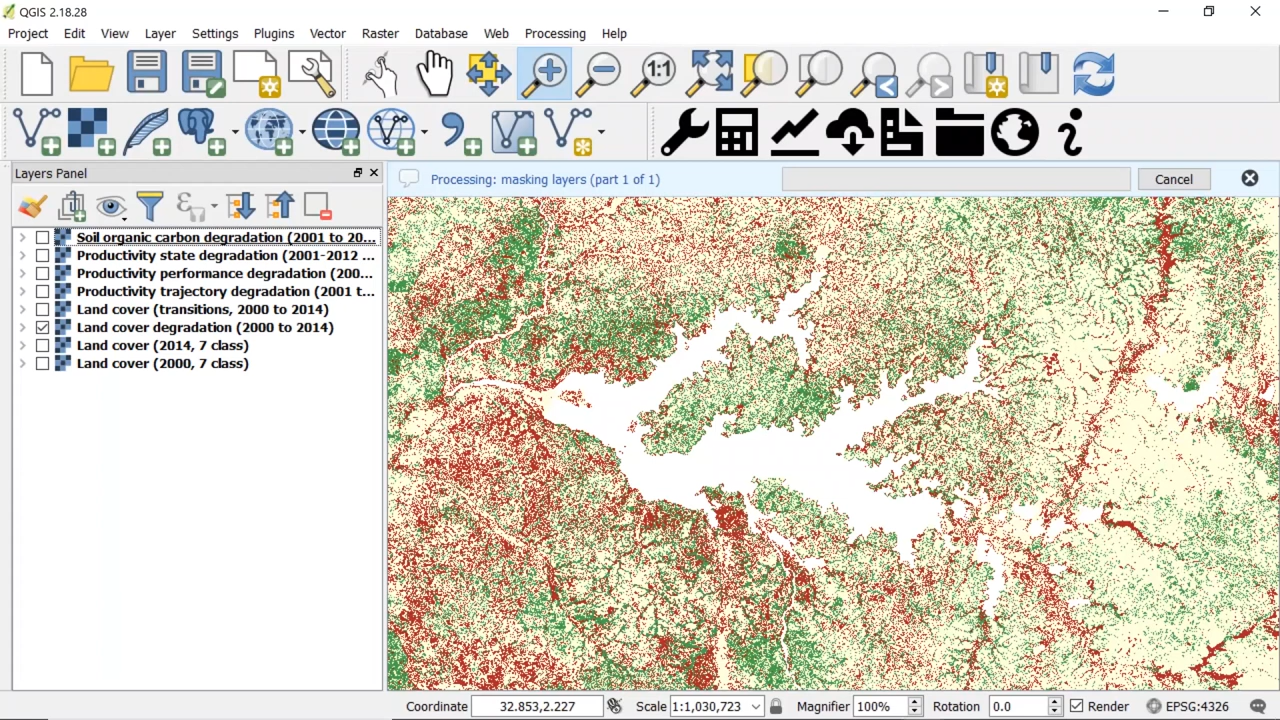 QGIS 2.18.28
Project Edit View Layer Settings Plugins Vector Raster Database Web Processing Help
1:1
Layers Panel
Processing: masking layers (part 1 of 1) Cancel
Soil organic carbon degradation (2001 to 20...
Productivity state degradation (2001-2012 ...
Productivity performance degradation (200...
Productivity trajectory degradation (2001 t...
Land cover (transitions, 2000 to 2014)
Land cover degradation (2000 to 2014)
Land cover (2014, 7 class)
Land cover (2000, 7 class)
Coordinate 32.853,2.227 Scale 1:1,030,723 Magnifier 100% Rotation 0.0 Render EPSG:4326